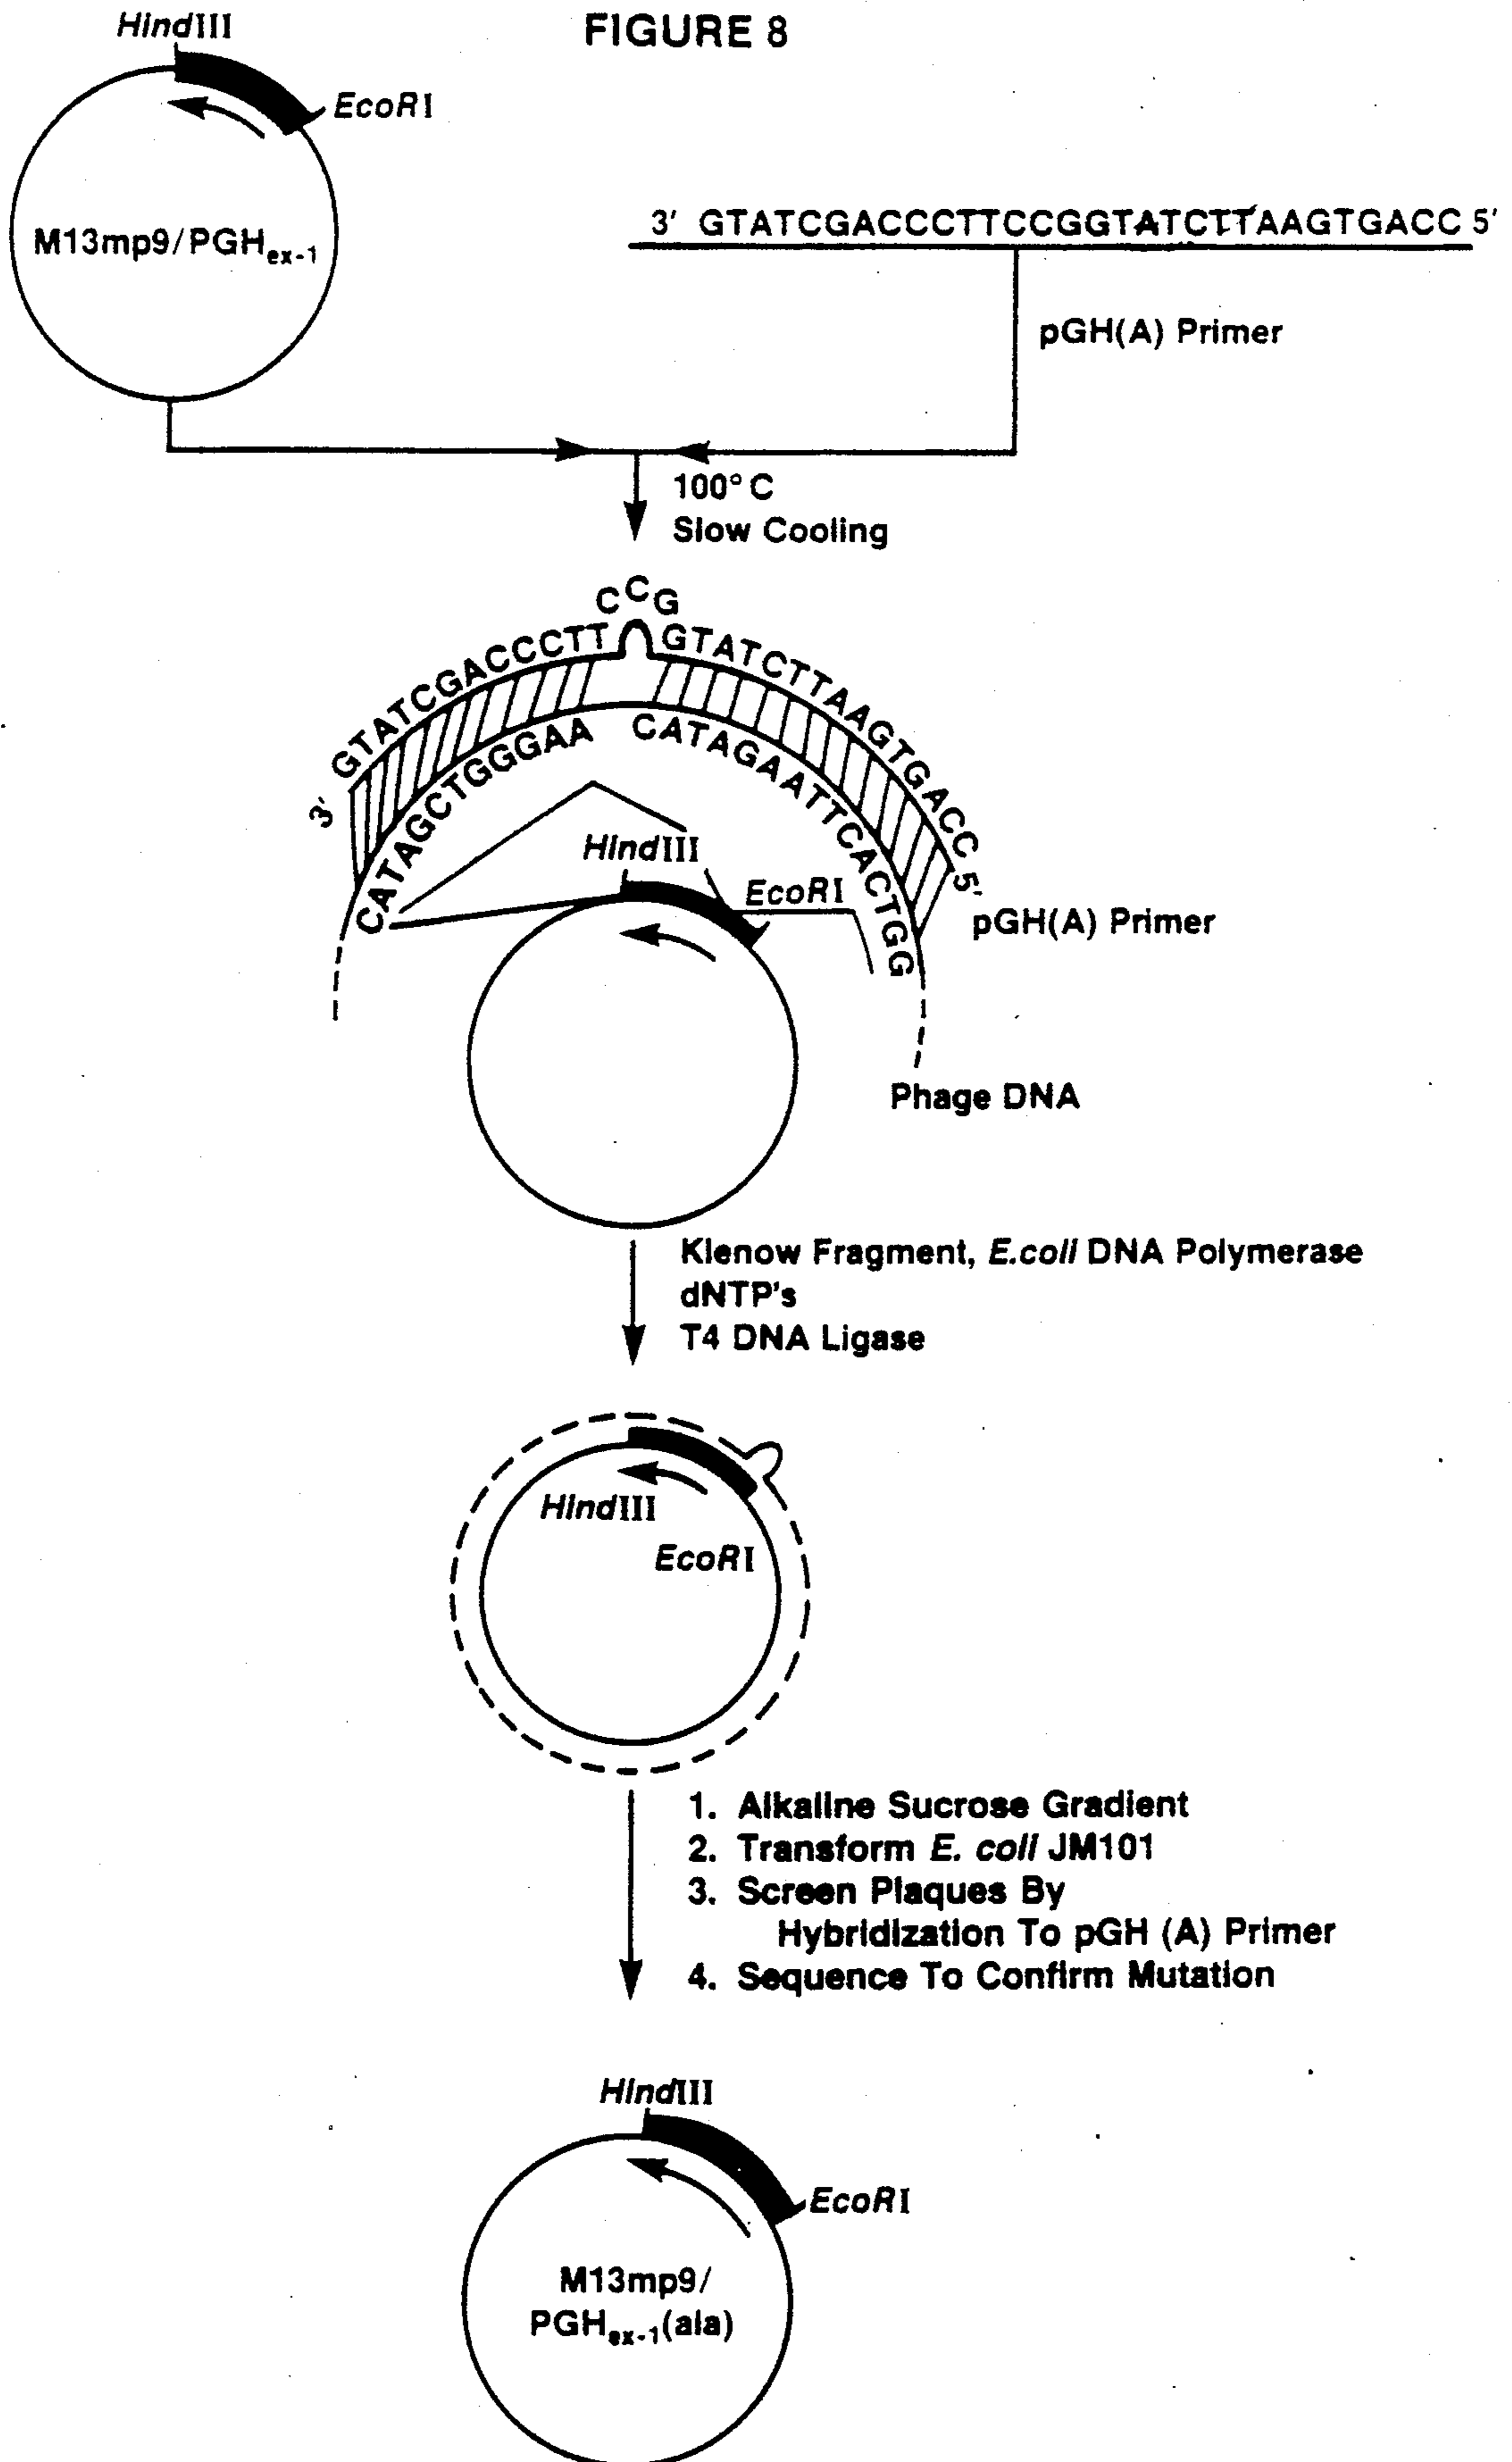 FIGURE 8
HindIII
EcoRI
M13mp9/PGHex-1
3' GTATCGACCCTTCCGGTATCTTAAGTGACC 5'
pGH(A) Primer
100° C
Slow Cooling
CCG
3' GTATCGACCCTT GTATCTTAAGTGACC 5'
CATAGCTGGGAA CATAGAATTCACTGG
HindIII
EcoRI
pGH(A) Primer
Phage DNA
Klenow Fragment, E.coli DNA Polymerase
dNTP's
T4 DNA Ligase
HindIII
EcoRI
1. Alkaline Sucrose Gradient
2. Transform E. coli JM101
3. Screen Plaques By
Hybridization To pGH (A) Primer
4. Sequence To Confirm Mutation
HindIII
EcoRI
M13mp9/
PGHex-1(ala)